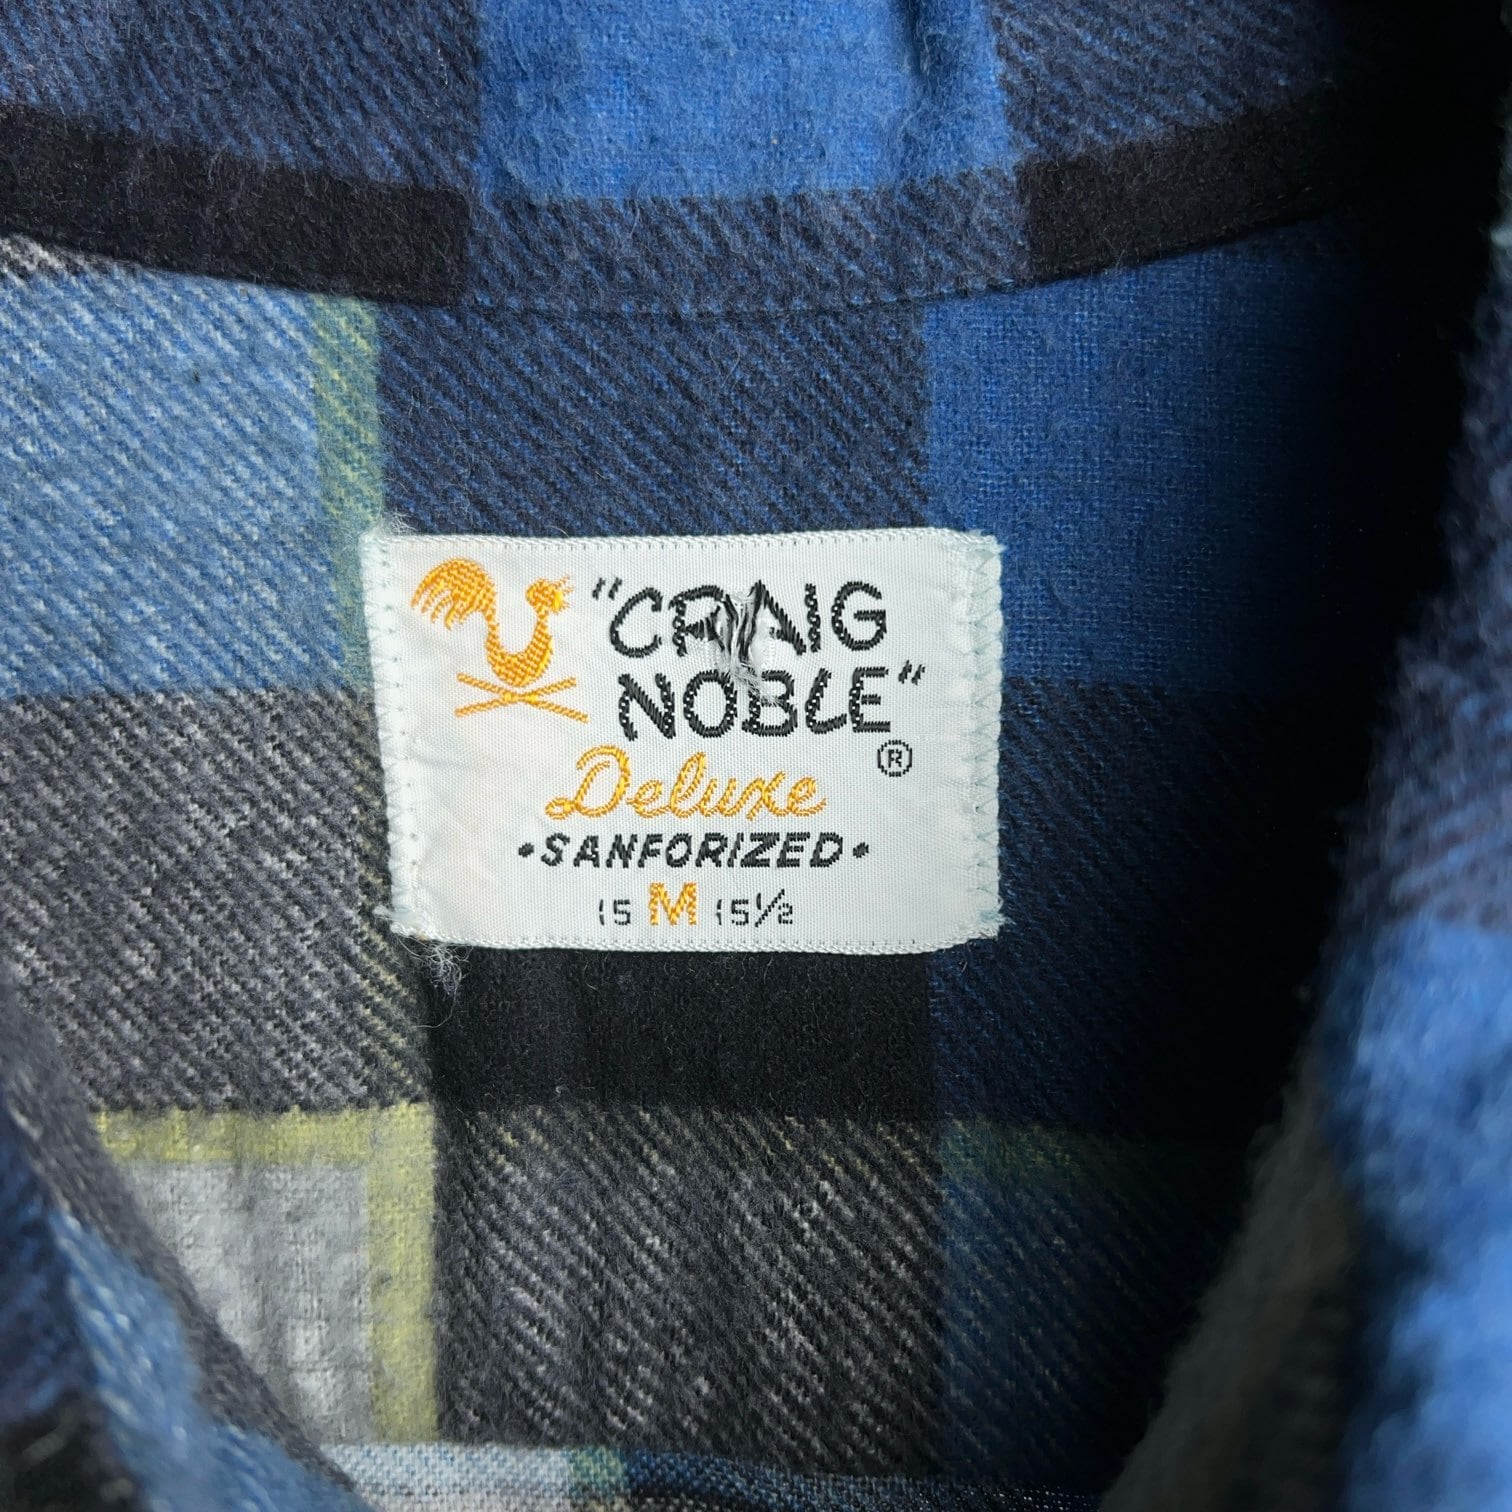 "CRAIG
NOBLE"
®
Deluxe
•SANFORIZED•
15 M 15½